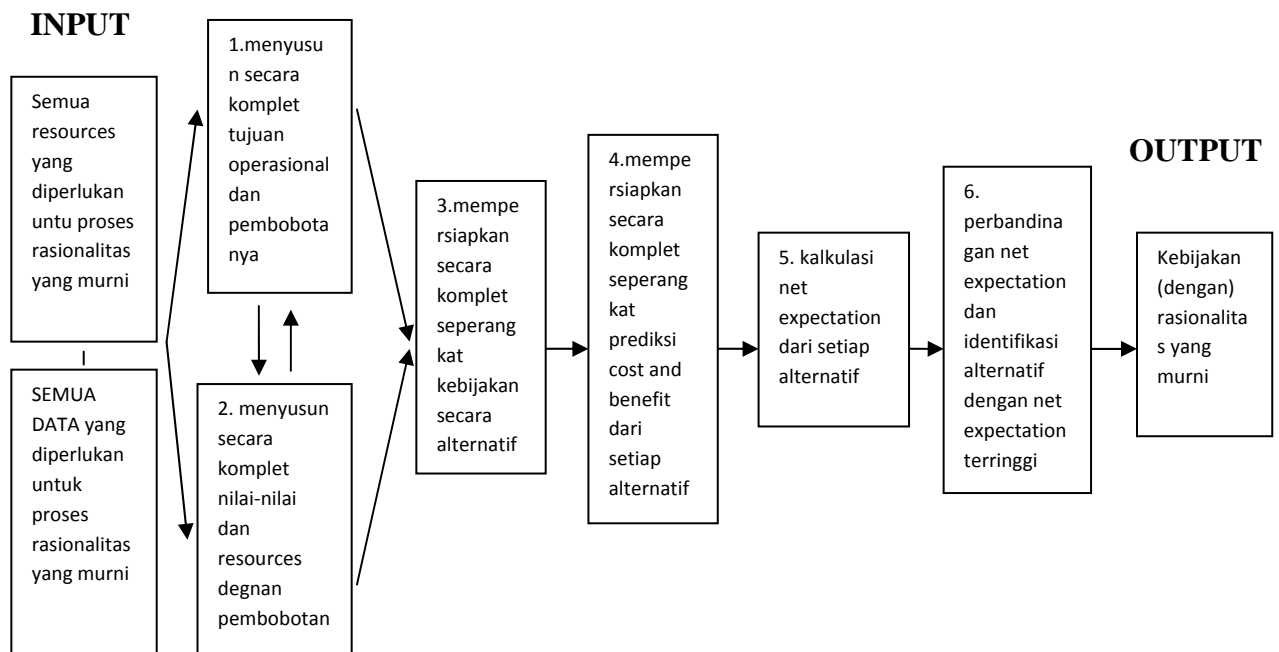 INPUT
Semua
resources
yang
diperlukan
untu proses
rasionalitas
yang murni
SEMUA
DATA yang
diperlukan
untuk
proses
rasionalitas
yang murni
1.menyusu
n secara
komplet
tujuan
operasional
dan
pembobota
nya
2. menyusun
secara
komplet
nilai-nilai
dan
resources
degnan
pembobotan
3.mempe
rsiapkan
secara
komplet
seperang
kat
kebijakan
secara
alternatif
4.mempe
rsiapkan
secara
komplet
seperang
kat
prediksi
cost and
benefit
dari
setiap
alternatif
5. kalkulasi
net
expectation
dari setiap
alternatif
6.
perbandina
gan net
expectation
dan
identifikasi
alternatif
dengan net
expectation
terringgi
OUTPUT
Kebijakan
(dengan)
rasionalita
s yang
murni